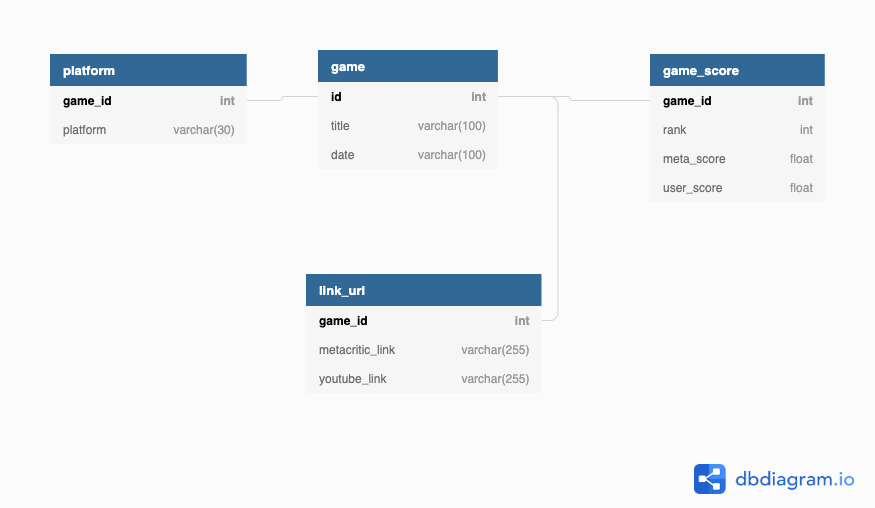 platform
game_id int
platform varchar(30)
game
id int
title varchar(100)
date varchar(100)
game_score
game_id int
rank int
meta_score float
user_score float
link_url
game_id int
metacritic_link varchar(255)
youtube_link varchar(255)
dbdiagram.io